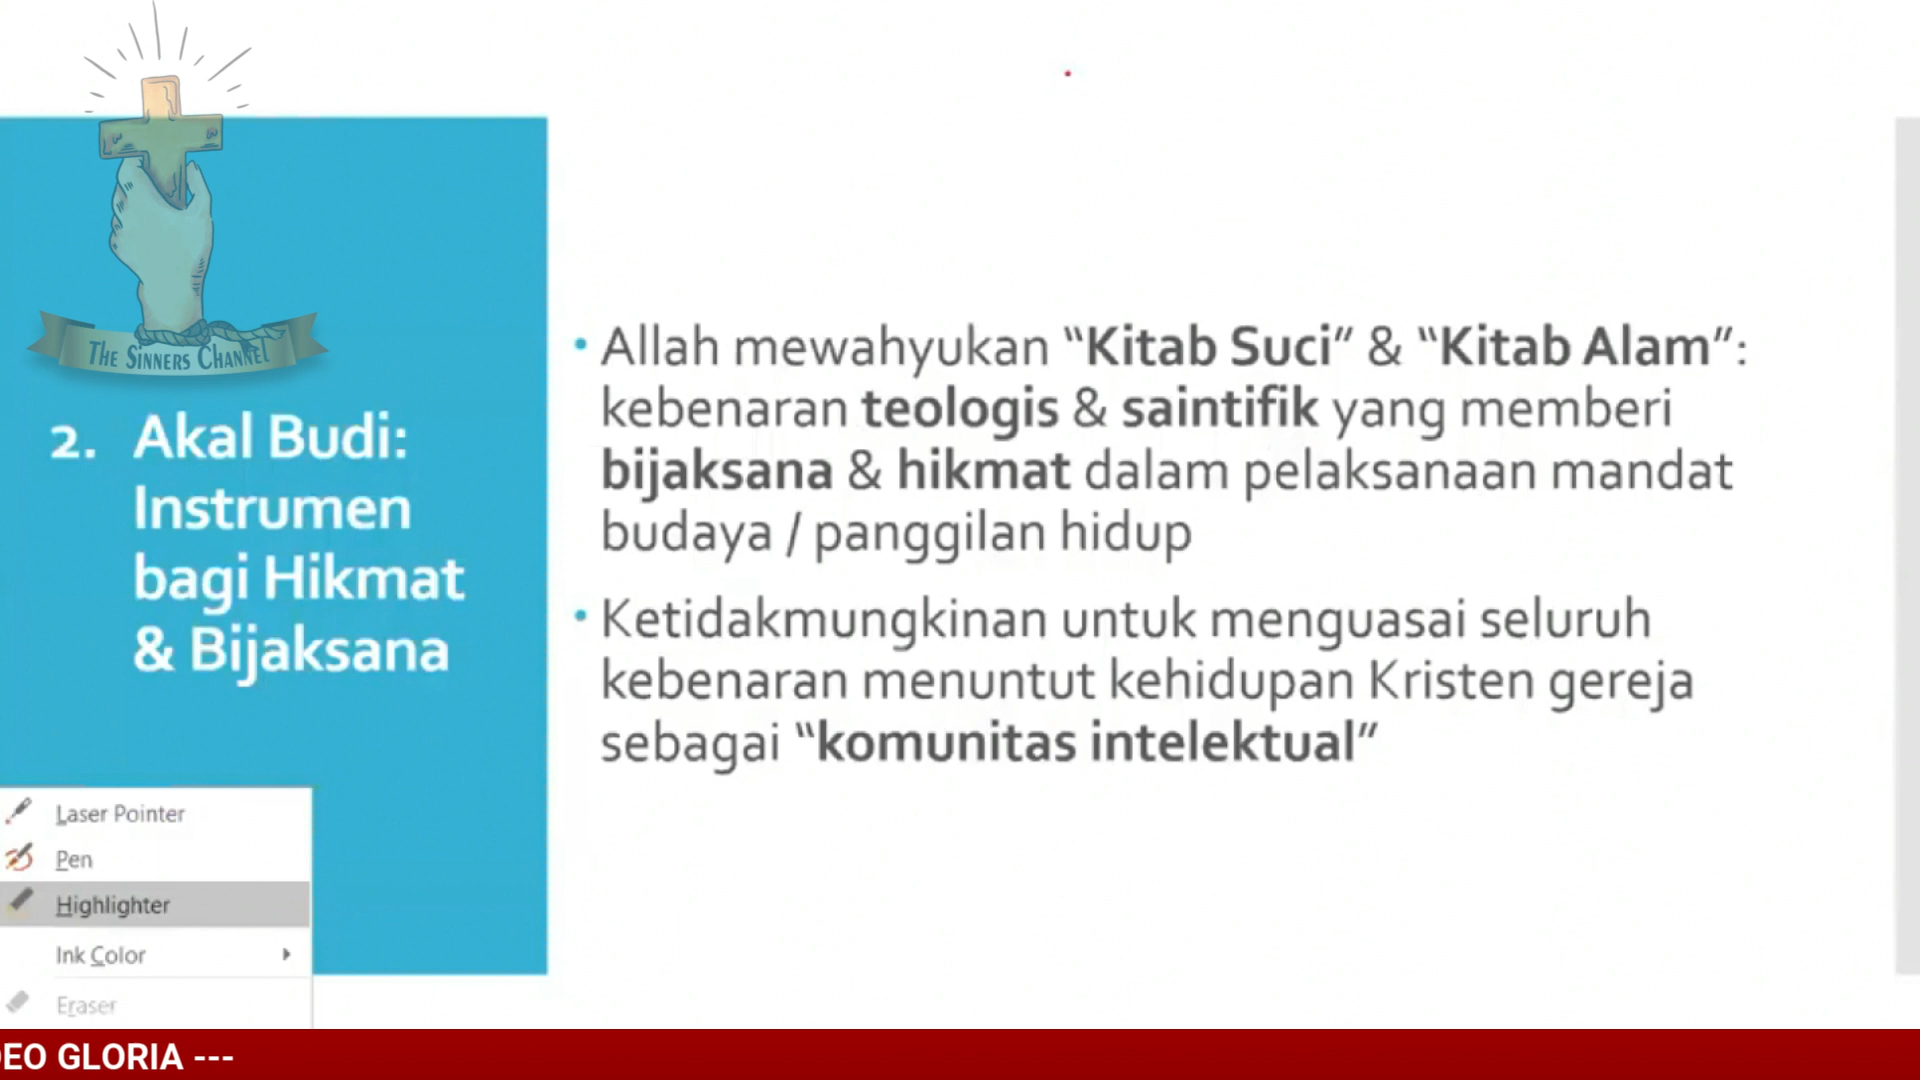 THE SINNERS CHANNEL
2. Akal Budi:
Instrumen
bagi Hikmat
& Bijaksana
• Allah mewahyukan “Kitab Suci” & “Kitab Alam”:
kebenaran teologis & saintifik yang memberi
bijaksana & hikmat dalam pelaksanaan mandat
budaya / panggilan hidup
• Ketidakmungkinan untuk menguasai seluruh
kebenaran menuntut kehidupan Kristen gereja
sebagai “komunitas intelektual”
Laser Pointer
Pen
Highlighter
Ink Color
Eraser
DEO GLORIA ---